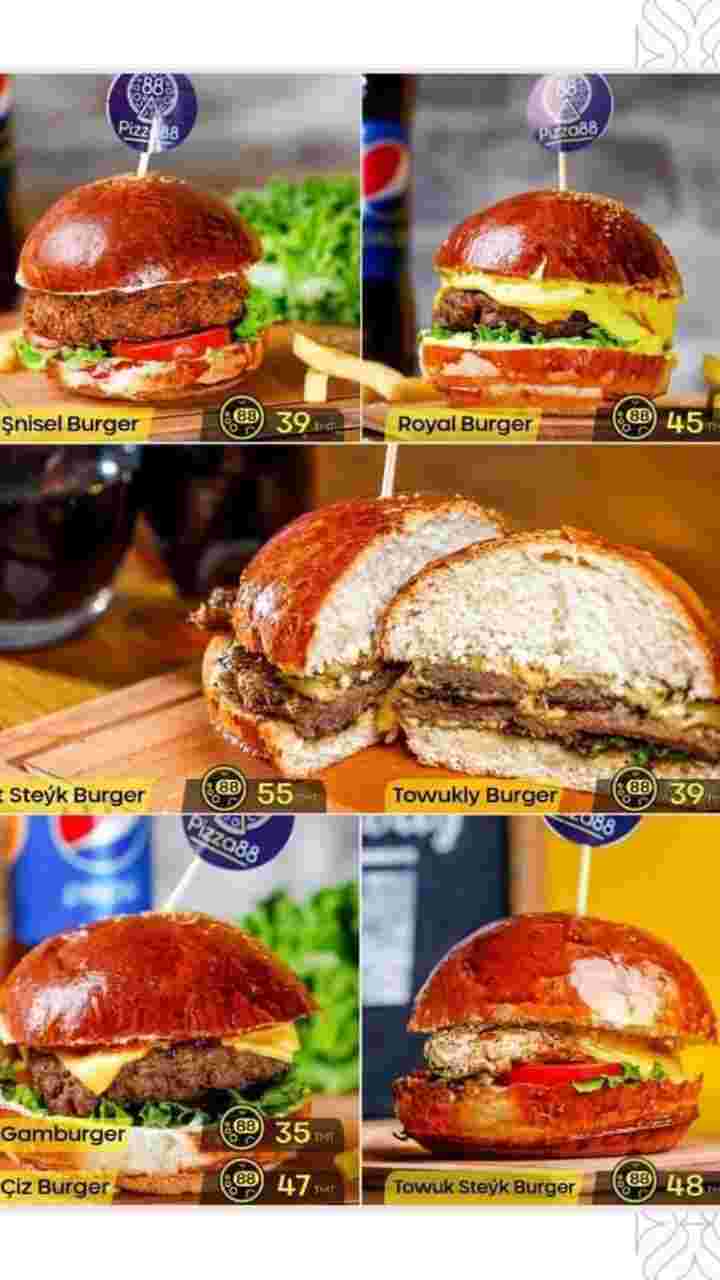 88
Pizza88
88
Pizza88
Şnisel Burger 88 39 TMT
Royal Burger 88 45 TMT
t Steýk Burger 88 55 TMT
Towukly Burger 88 39 TMT
Pizza88
Gamburger 88 35 TMT
Çiz Burger 88 47 TMT
Towuk Steýk Burger 88 48 TMT